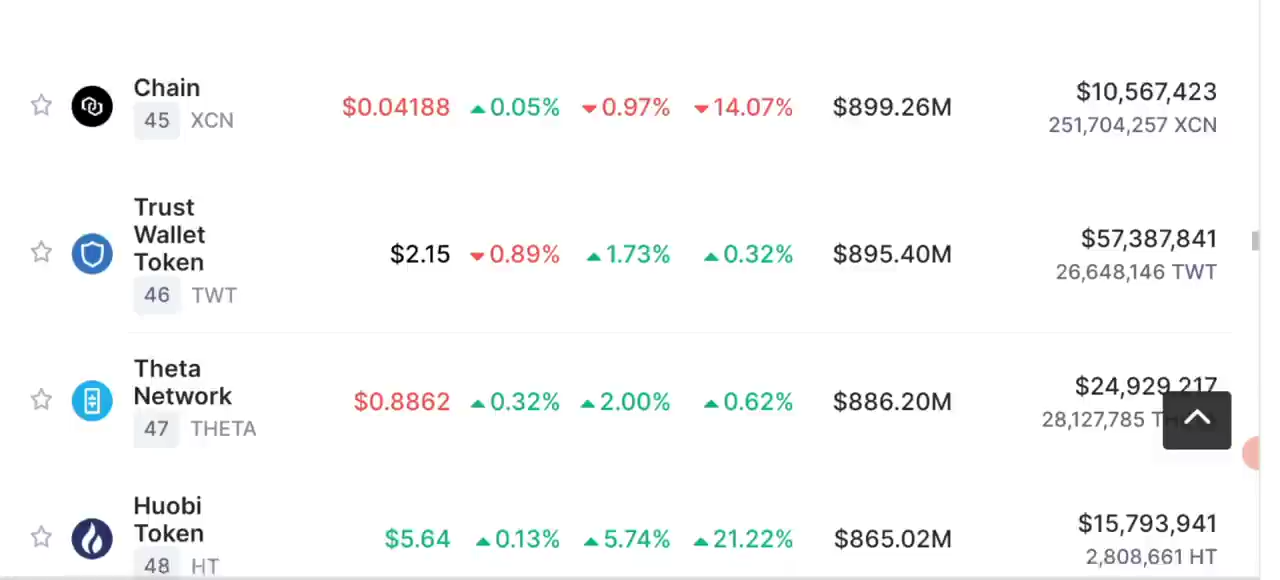 Chain
45 XCN
$0.04188 ▲0.05% ▼0.97% ▼14.07% $899.26M $10,567,423
251,704,257 XCN
Trust
Wallet
Token
46 TWT
$2.15 ▼0.89% ▲1.73% ▲0.32% $895.40M $57,387,841
26,648,146 TWT
Theta
Network
47 THETA
$0.8862 ▲0.32% ▲2.00% ▲0.62% $886.20M $24,929,217
28,127,785
Huobi
Token
48 HT
$5.64 ▲0.13% ▲5.74% ▲21.22% $865.02M $15,793,941
2,808,661 HT